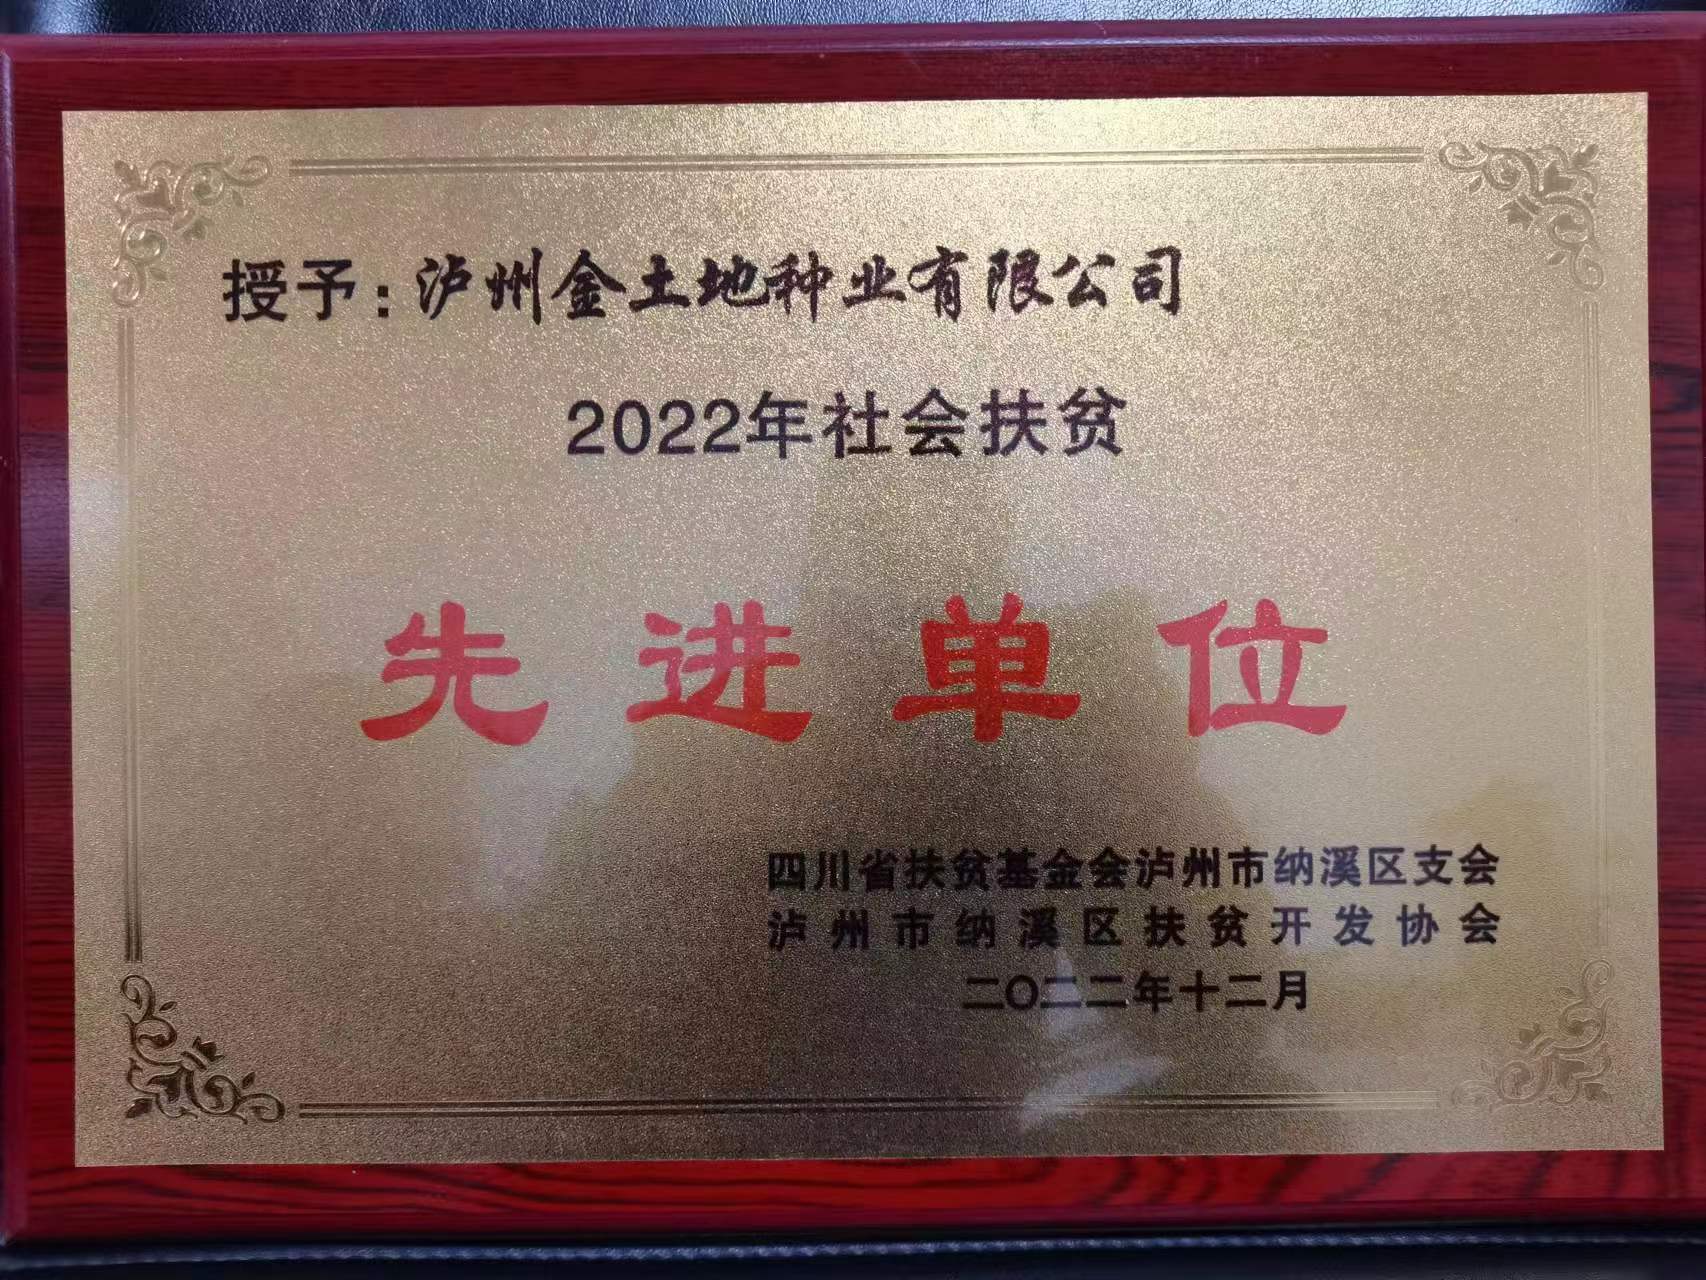 授予:泸州金土地种业有限公司
2022年社会扶贫
先进单位
四川省扶贫基金会泸州市纳溪区支会
泸州市纳溪区扶贫开发协会
二〇二二年十二月